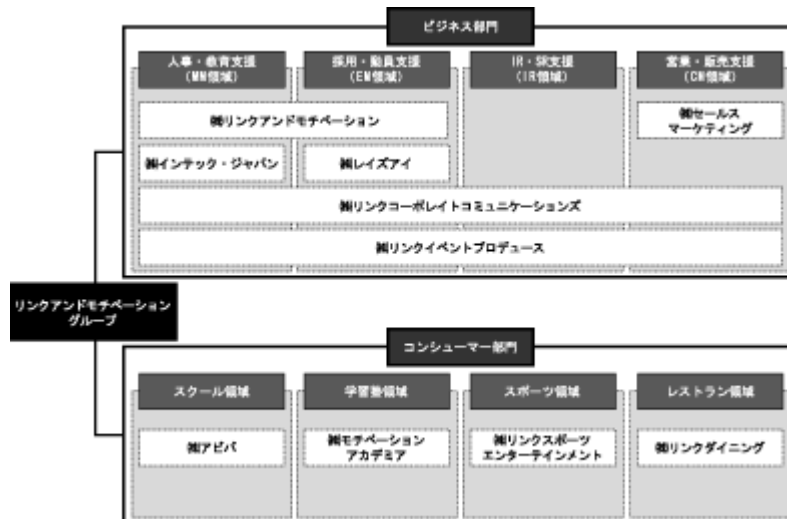 ビジネス部門
人事・教育支援
(MM領域)
採用・動員支援
(EM領域)
IR・SR支援
(IR領域)
営業・販売支援
(CM領域)
㈱リンクアンドモチベーション
㈱セールス
マーケティング
㈱インテック・ジャパン
㈱レイズアイ
㈱リンクコーポレイトコミュニケーションズ
㈱リンクイベントプロデュース
リンクアンドモチベーション
グループ
コンシューマー部門
スクール領域
学習塾領域
スポーツ領域
レストラン領域
㈱アビバ
㈱モチベーション
アカデミア
㈱リンクスポーツ
エンターテインメント
㈱リンクダイニング